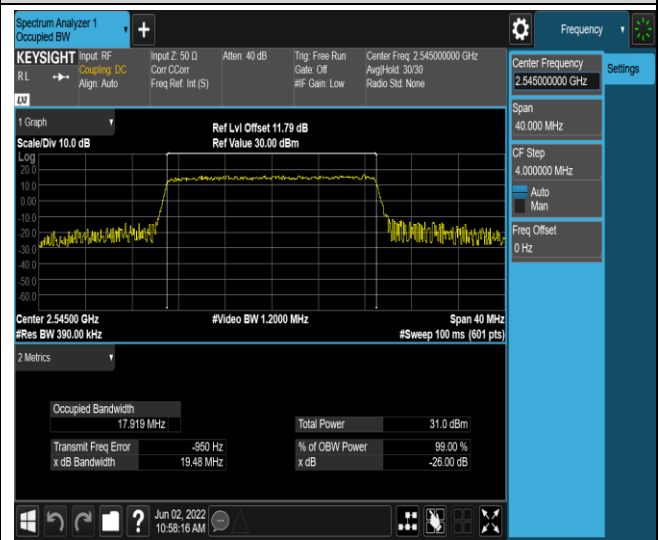 Spectrum Analyzer 1
Occupied BW
+
Frequency
KEYSIGHT
Input: RF
Coupling: DC
Align: Auto
Input Z: 50 Ω
Corr CCorr
Freq Ref: Int (S)
Atten: 40 dB
Trig: Free Run
Gate: Off
#IF Gain: Low
Center Freq: 2.545000000 GHz
Avg|Hold: 30/30
Radio Std: None
R L
LXI
Center Frequency
2.545000000 GHz
Settings
Span
40.000 MHz
CF Step
4.000000 MHz
Auto
Man
Freq Offset
0 Hz
1 Graph
Ref Lvl Offset 11.79 dB
Scale/Div 10.0 dB
Ref Value 30.00 dBm
Log
20.0
10.0
0.00
-10.0
-20.0
-30.0
-40.0
-50.0
-60.0
Center 2.54500 GHz
#Video BW 1.2000 MHz
Span 40 MHz
#Res BW 390.00 kHz
#Sweep 100 ms (601 pts)
2 Metrics
Occupied Bandwidth
17.919 MHz
Total Power 31.0 dBm
Transmit Freq Error -950 Hz
% of OBW Power 99.00 %
x dB Bandwidth 19.48 MHz
x dB -26.00 dB
?
Jun 02, 2022
10:58:16 AM